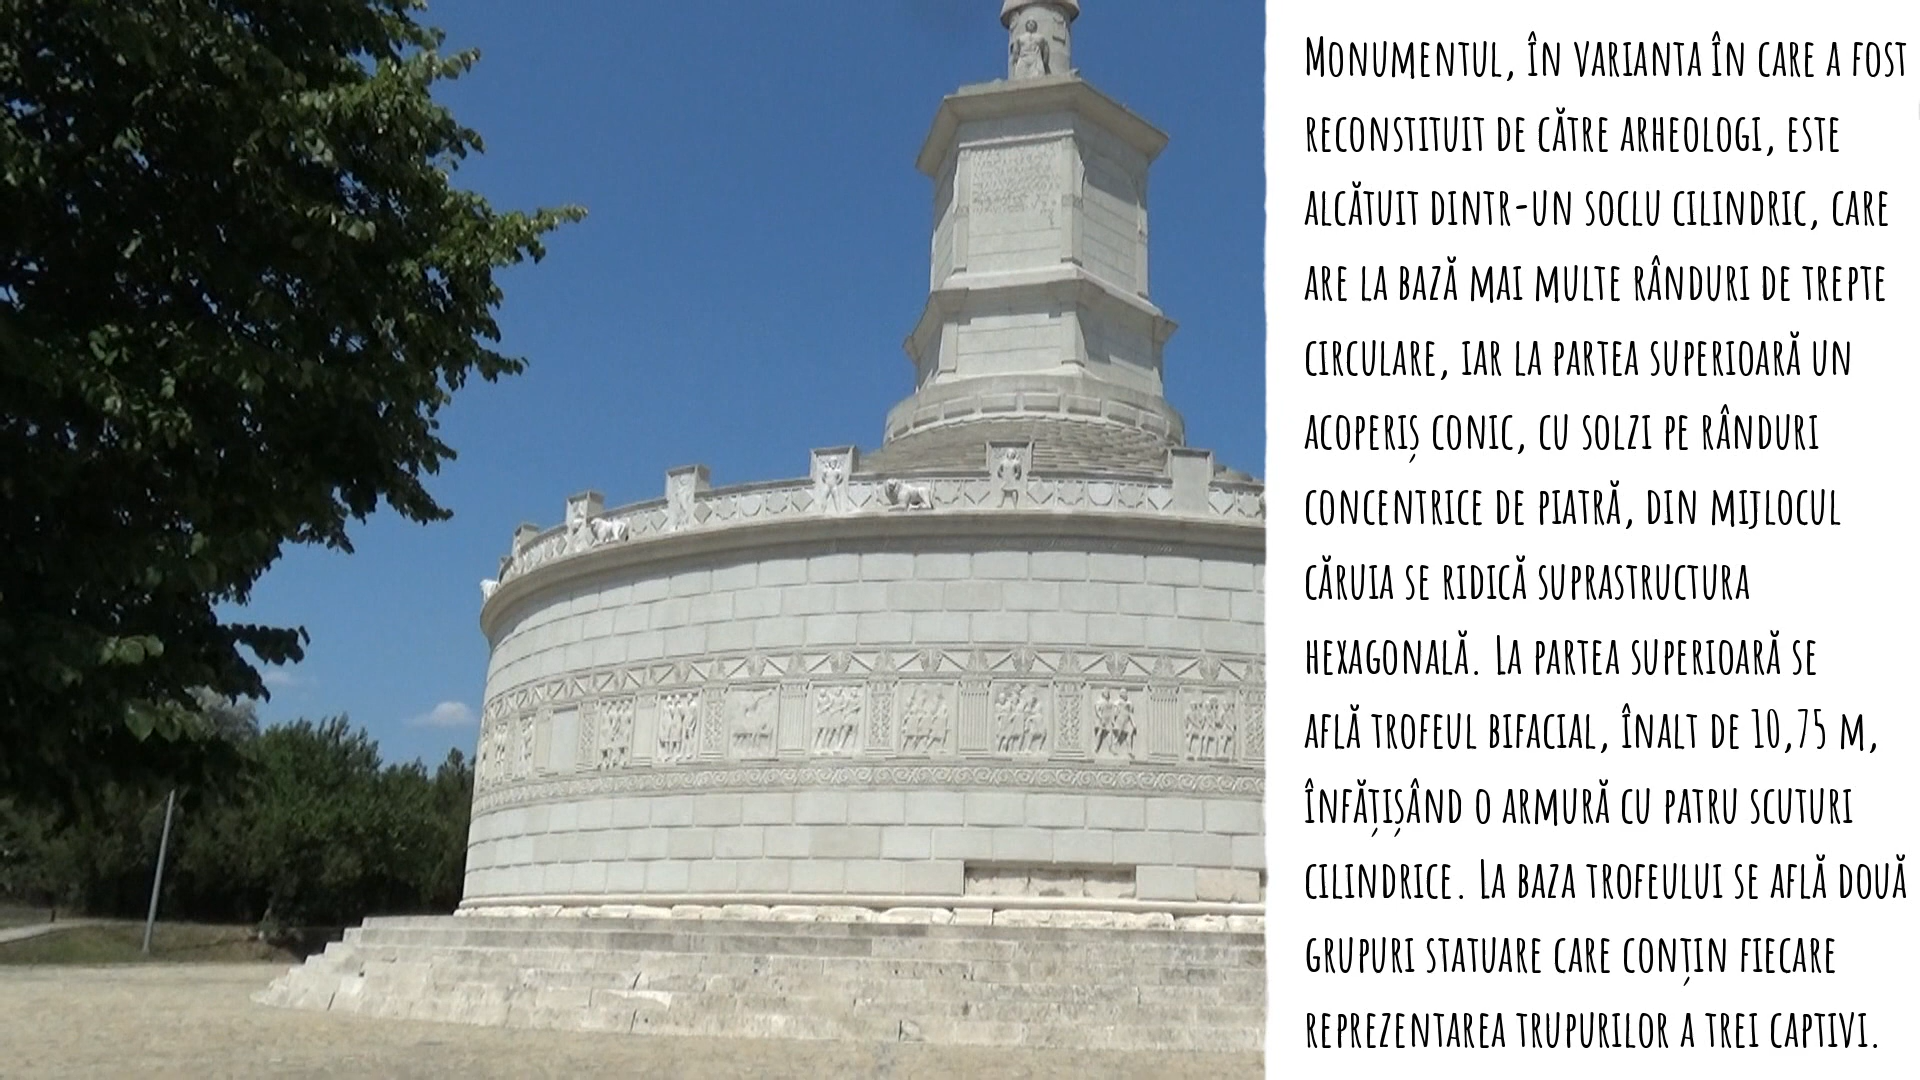 Monumentul, în varianta în care a fost
reconstituit de către arheologi, este
alcătuit dintr-un soclu cilindric, care
are la bază mai multe rânduri de trepte
circulare, iar la partea superioară un
acoperiș conic, cu solzi pe rânduri
concentrice de piatră, din mijlocul
căruia se ridică suprastructura
hexagonală. La partea superioară se
află trofeul bifacial, înalt de 10,75 m,
înfățișând o armură cu patru scuturi
cilindrice. La baza trofeului se află două
grupuri statuare care conțin fiecare
reprezentarea trupurilor a trei captivi.